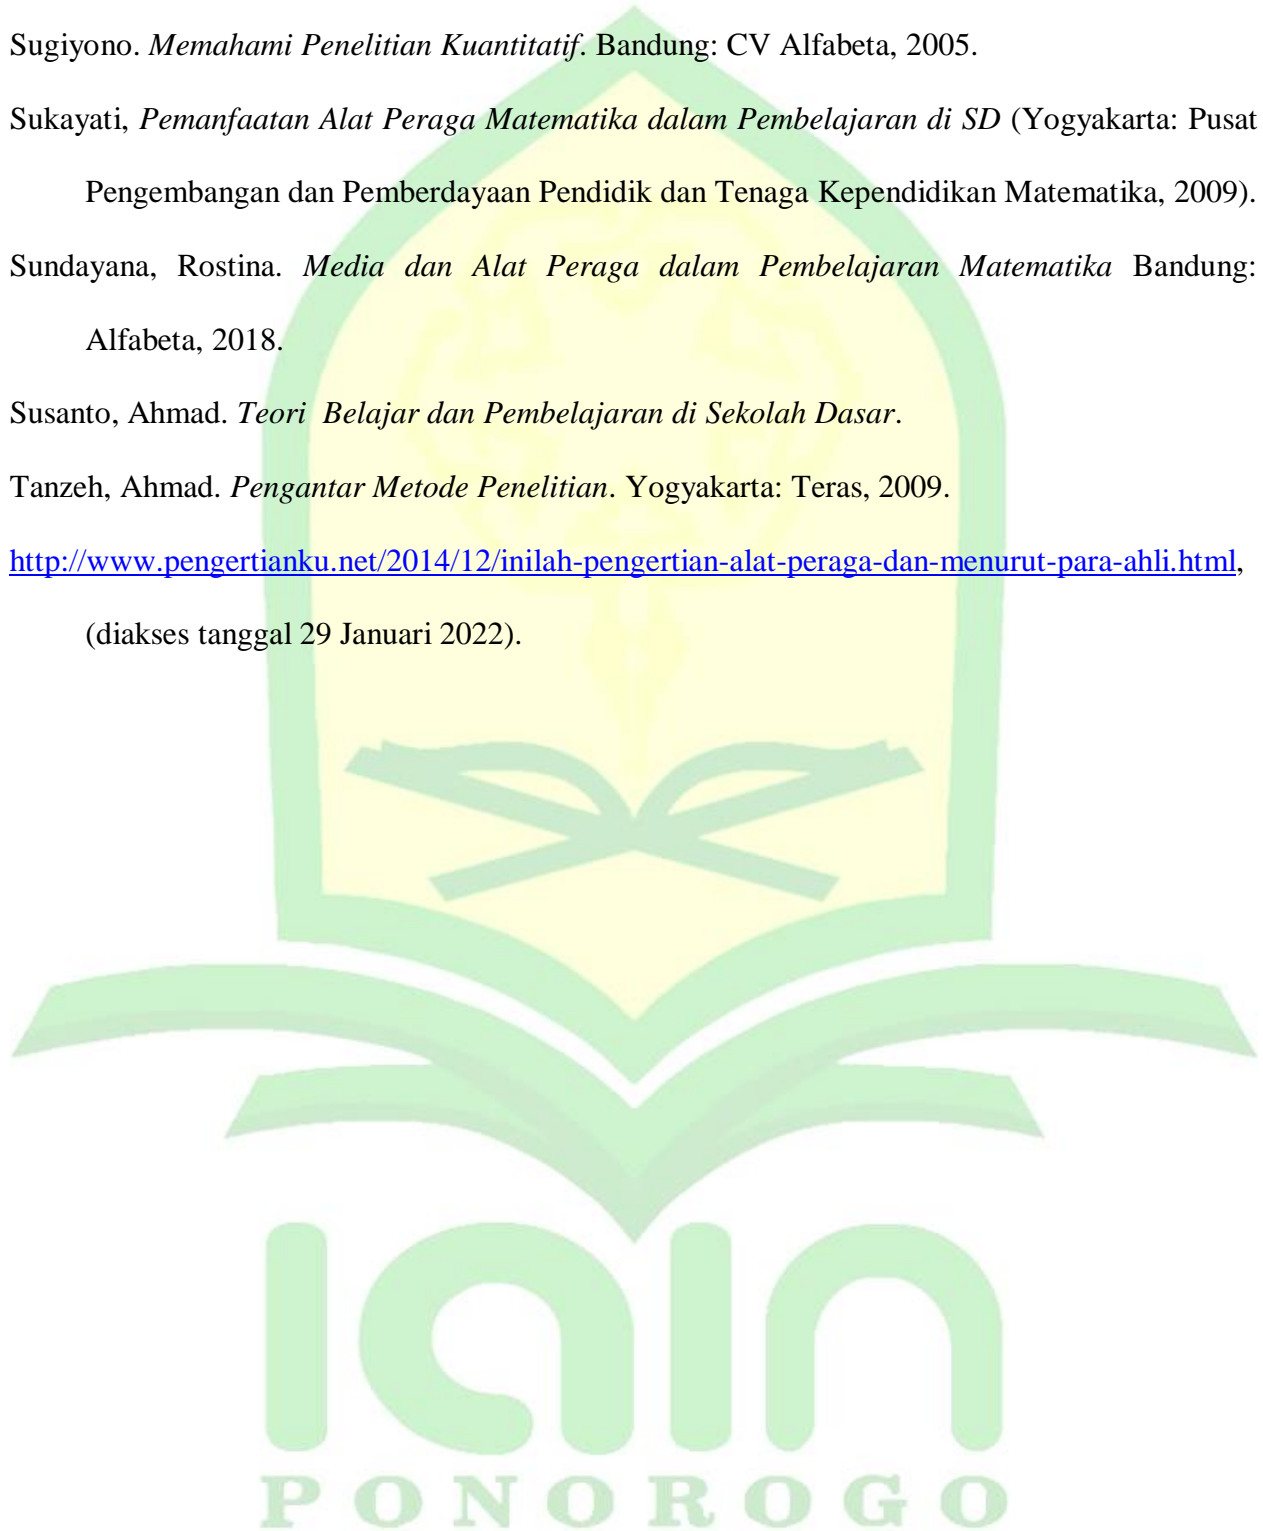 Sugiyono. Memahami Penelitian Kuantitatif. Bandung: CV Alfabeta, 2005.
Sukayati, Pemanfaatan Alat Peraga Matematika dalam Pembelajaran di SD (Yogyakarta: Pusat
Pengembangan dan Pemberdayaan Pendidik dan Tenaga Kependidikan Matematika, 2009).
Sundayana, Rostina. Media dan Alat Peraga dalam Pembelajaran Matematika Bandung:
Alfabeta, 2018.
Susanto, Ahmad. Teori  Belajar dan Pembelajaran di Sekolah Dasar.
Tanzeh, Ahmad. Pengantar Metode Penelitian. Yogyakarta: Teras, 2009.
http://www.pengertianku.net/2014/12/inilah-pengertian-alat-peraga-dan-menurut-para-ahli.html,
(diakses tanggal 29 Januari 2022).
iain
PONOROGO